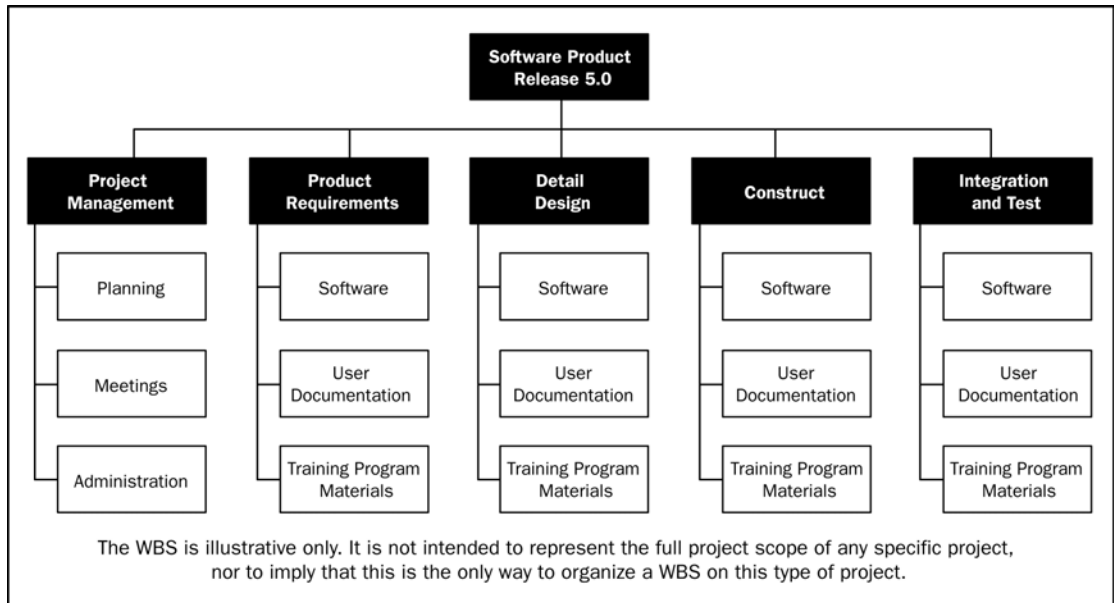 Software Product
Release 5.0
Project
Management
Product
Requirements
Detail
Design
Construct
Integration
and Test
Planning
Software
Software
Software
Software
Meetings
User
Documentation
User
Documentation
User
Documentation
User
Documentation
Administration
Training Program
Materials
Training Program
Materials
Training Program
Materials
Training Program
Materials
The WBS is illustrative only. It is not intended to represent the full project scope of any specific project,
nor to imply that this is the only way to organize a WBS on this type of project.